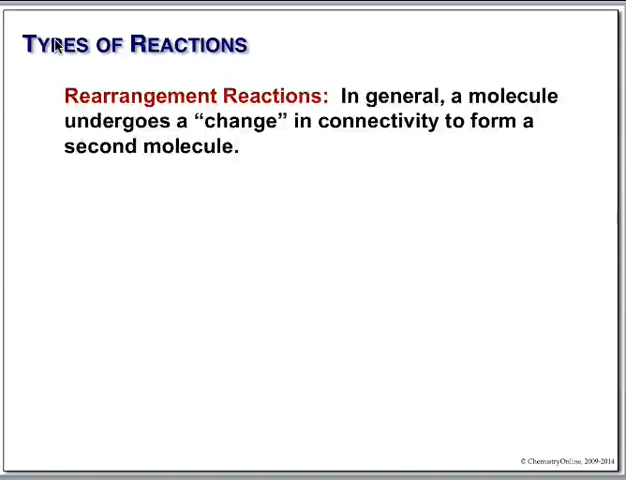 TYPES OF REACTIONS
Rearrangement Reactions: In general, a molecule
undergoes a “change” in connectivity to form a
second molecule.
© ChemistryOnline, 2009-2014